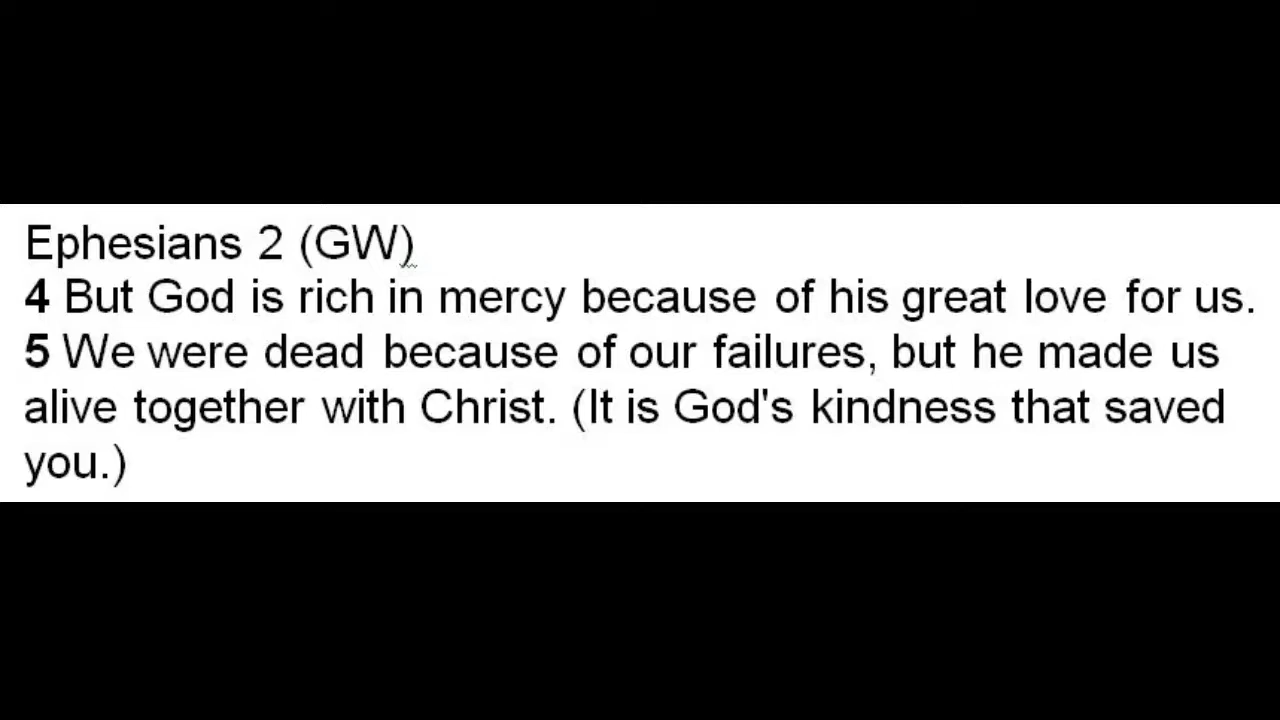 Ephesians 2 (GW)
4 But God is rich in mercy because of his great love for us.
5 We were dead because of our failures, but he made us
alive together with Christ. (It is God's kindness that saved
you.)